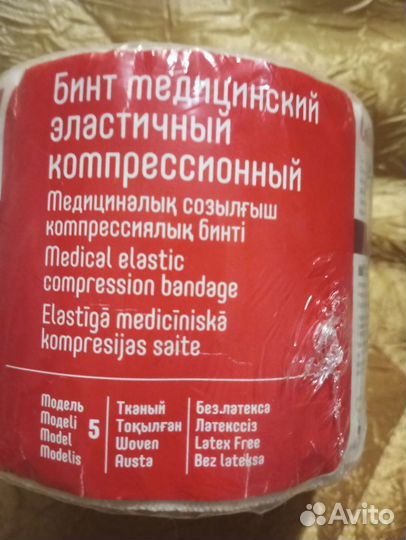 Бинт медицинский
эластичный
компрессионный
Медициналық созылғыш
компрессиялық бинті
Medical elastic
compression bandage
Elastīgā medicīniskā
kompresijas saite
Модель
Моделі
Model
Modelis
5
Тканый
Тоқылған
Woven
Austa
Без латекса
Латекссіз
Latex Free
Bez lateksa
Avito